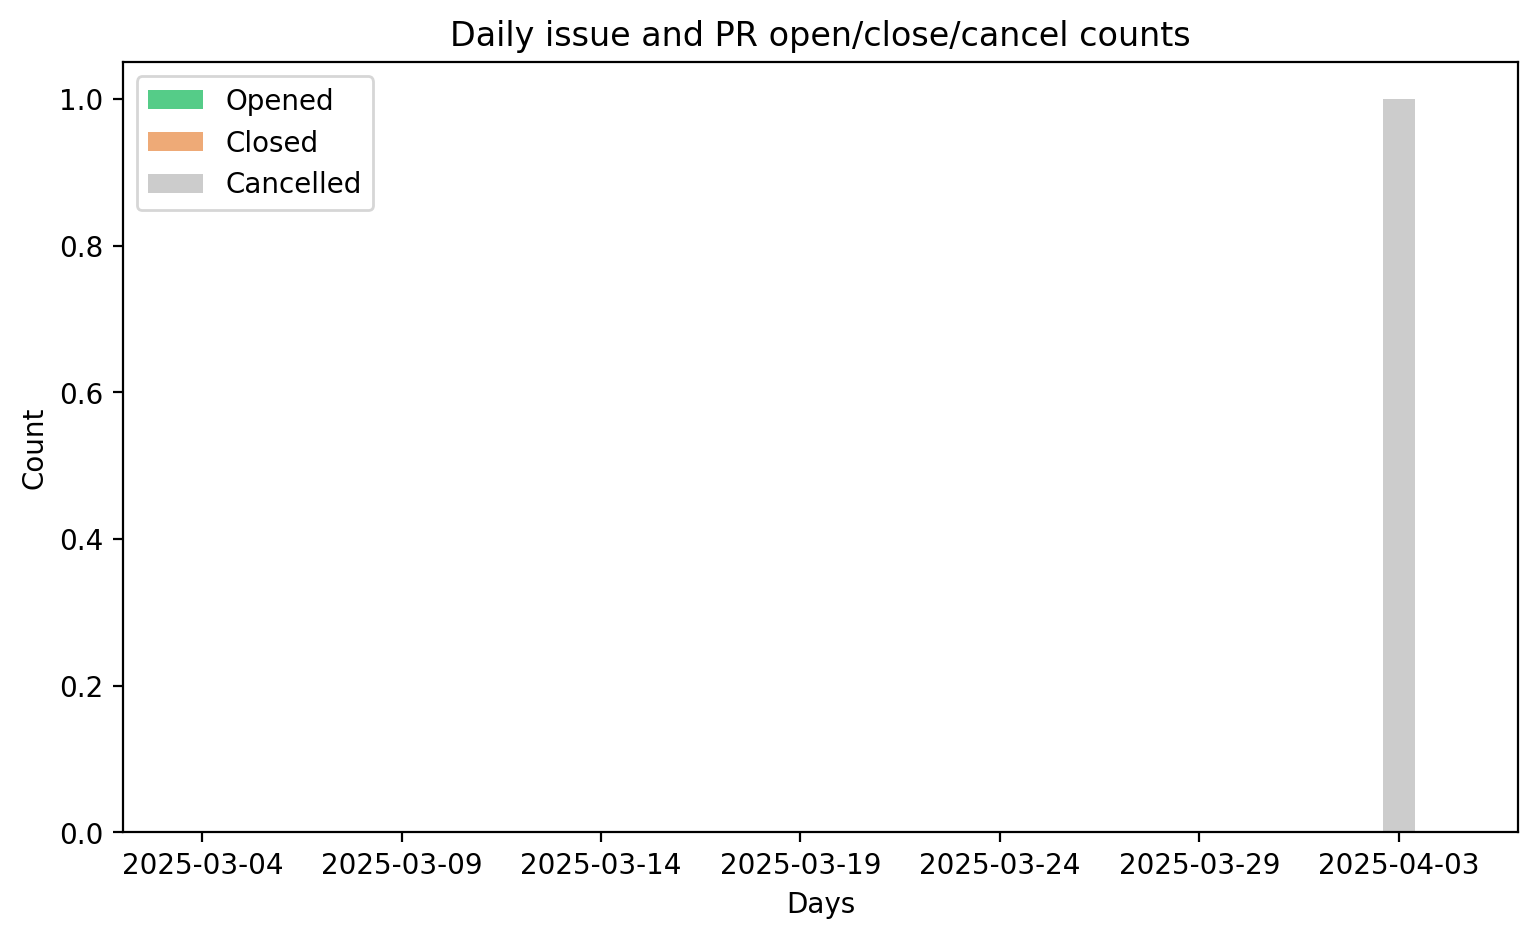 Daily issue and PR open/close/cancel counts
Opened
Closed
Cancelled
1.0
0.8
0.6
0.4
0.2
0.0
Count
2025-03-04 2025-03-09 2025-03-14 2025-03-19 2025-03-24 2025-03-29 2025-04-03
Days